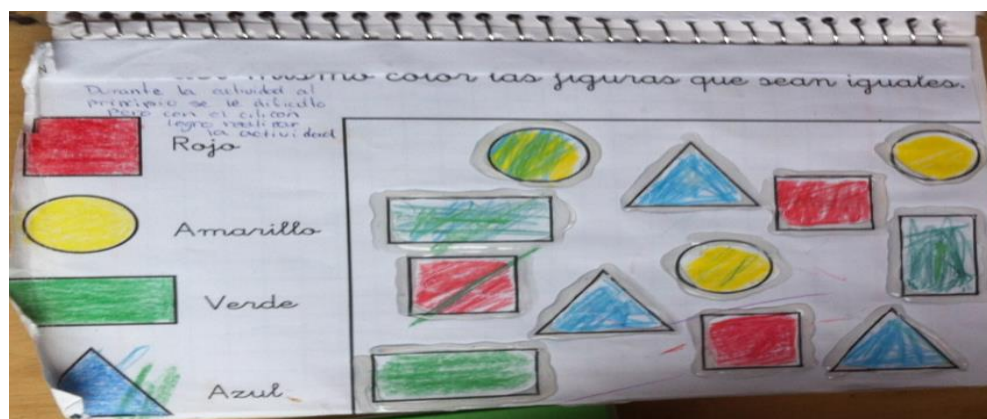 mismo color las figuras que sean iguales.
Durante la actividad al
principio se le dificulto
pero con el silicon
logro realizar
la actividad
Rojo
Amarillo
Verde
Azul